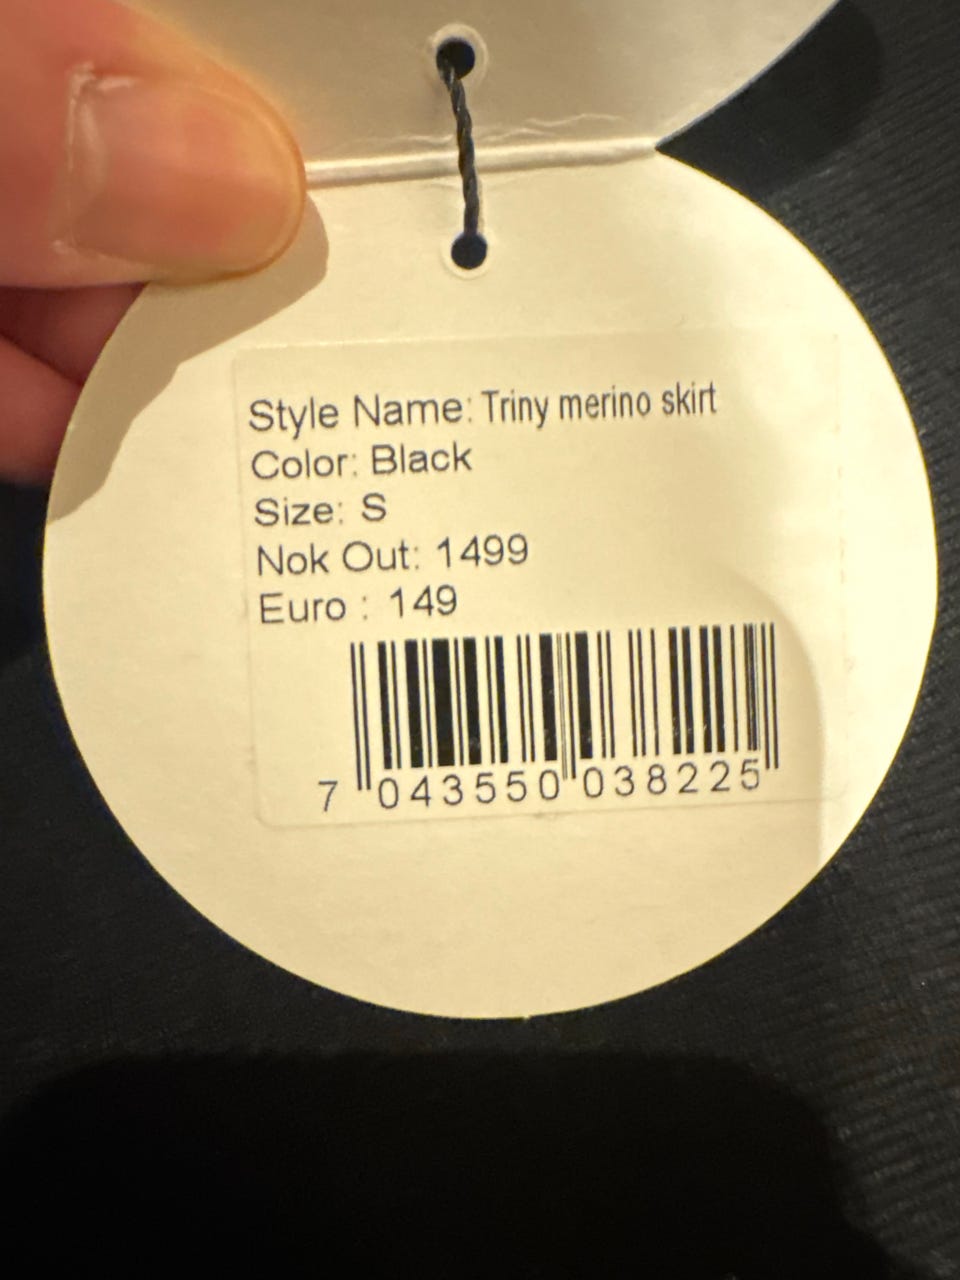 Style Name: Triny merino skirt
Color: Black
Size: S
Nok Out: 1499
Euro : 149
7 043550 038225